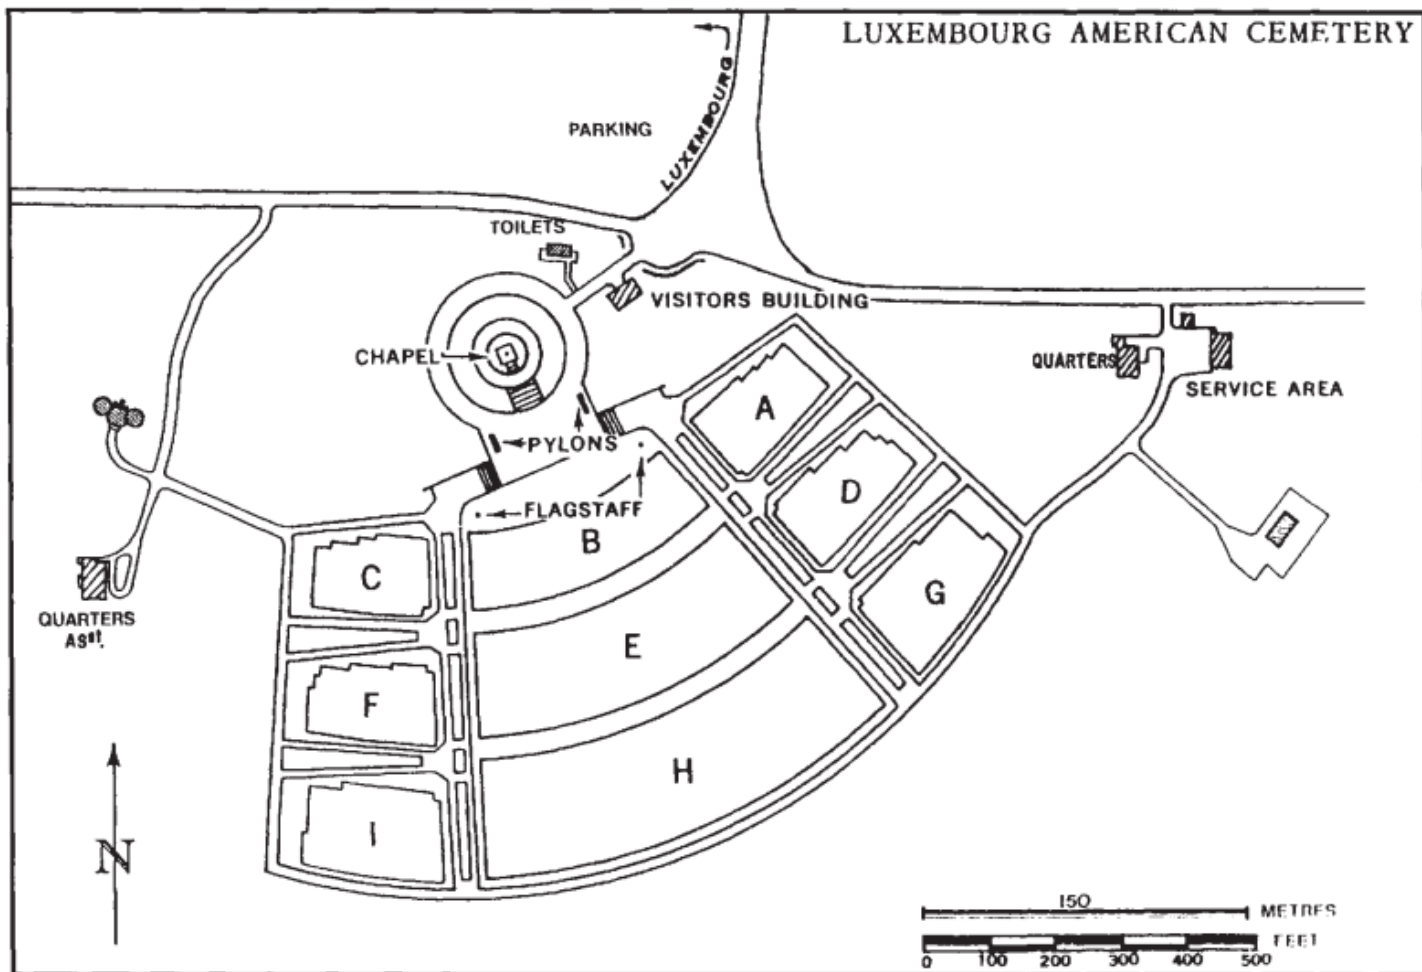 LUXEMBOURG AMERICAN CEMETERY
LUXEMBOURG
PARKING
TOILETS
VISITORS BUILDING
CHAPEL
QUARTERS
SERVICE AREA
A
PYLONS
D
FLAGSTAFF
B
C
G
QUARTERS
ASst.
E
F
H
I
N
150
METRES
FEET
0 100 200 300 400 500